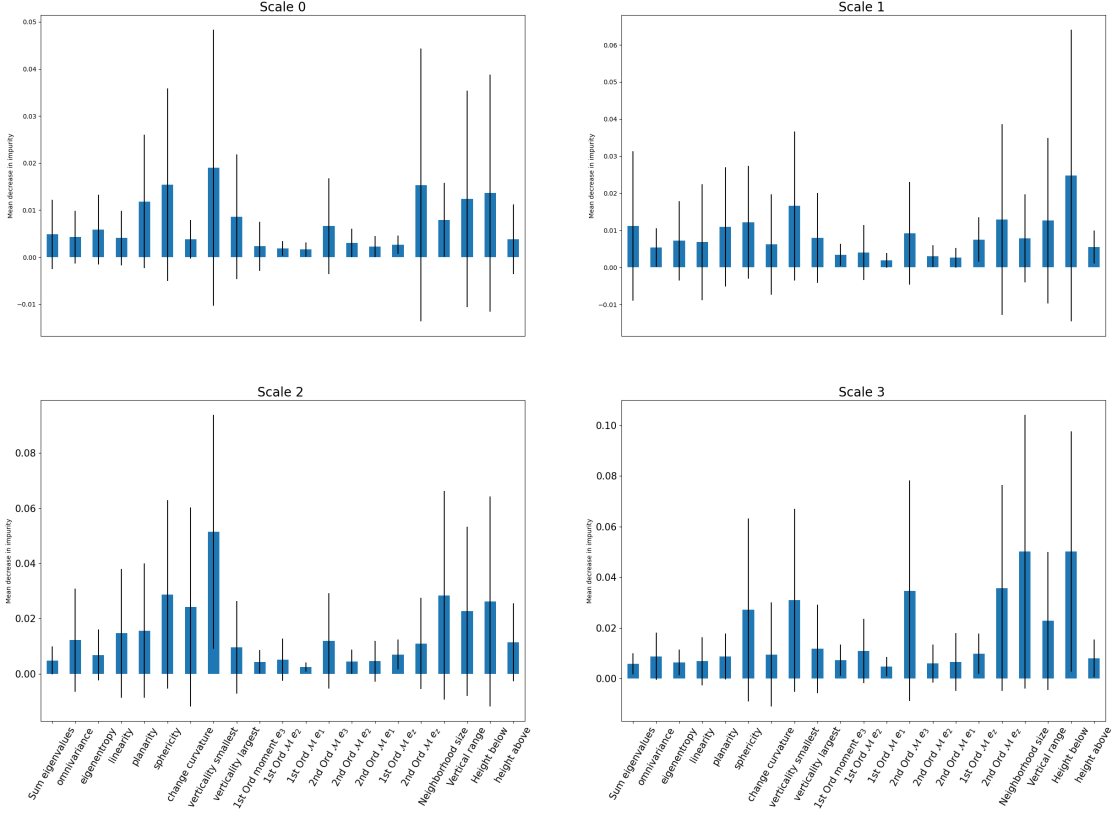 Scale 0
0.05
0.04
0.03
0.02
0.01
0.00
−0.01
Mean decrease in impurity
Scale 1
0.06
0.05
0.04
0.03
0.02
0.01
0.00
−0.01
Mean decrease in impurity
Scale 2
0.08
0.06
0.04
0.02
0.00
Mean decrease in impurity
Sum eigenvalues
omnivariance
eigenentropy
linearity
planarity
sphericity
change curvature
verticality smallest
verticality largest
1st Ord moment e₃
1st Ord ℳ e₂
1st Ord ℳ e₁
2nd Ord ℳ e₃
2nd Ord ℳ e₂
2nd Ord ℳ e₁
1st Ord ℳ e_z
2nd Ord ℳ e_z
Neighborhood size
Vertical range
Height below
height above
Scale 3
0.10
0.08
0.06
0.04
0.02
0.00
Mean decrease in impurity
Sum eigenvalues
omnivariance
eigenentropy
linearity
planarity
sphericity
change curvature
verticality smallest
verticality largest
1st Ord moment e₃
1st Ord ℳ e₂
1st Ord ℳ e₁
2nd Ord ℳ e₃
2nd Ord ℳ e₂
2nd Ord ℳ e₁
1st Ord ℳ e_z
2nd Ord ℳ e_z
Neighborhood size
Vertical range
Height below
height above